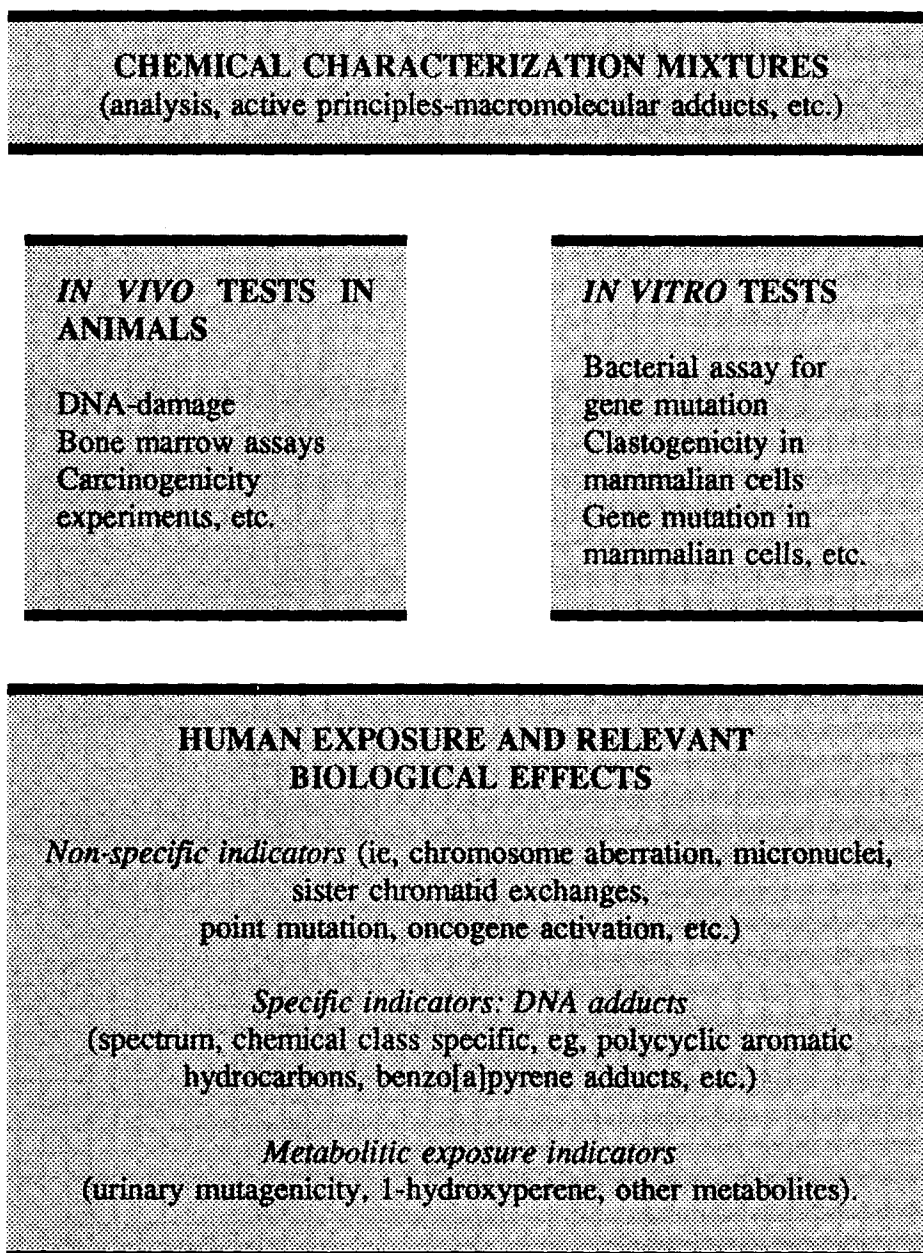 CHEMICAL CHARACTERIZATION MIXTURES
(analysis, active principles-macromolecular adducts, etc.)
IN VIVO TESTS IN
ANIMALS
DNA-damage
Bone marrow assays
Carcinogenicity
experiments, etc.
IN VITRO TESTS
Bacterial assay for
gene mutation
Clastogenicity in
mammalian cells
Gene mutation in
mammalian cells, etc.
HUMAN EXPOSURE AND RELEVANT
BIOLOGICAL EFFECTS
Non-specific indicators (ie, chromosome aberration, micronuclei,
sister chromatid exchanges,
point mutation, oncogene activation, etc.)
Specific indicators: DNA adducts
(spectrum, chemical class specific, eg, polycyclic aromatic
hydrocarbons, benzo[a]pyrene adducts, etc.)
Metabolitic exposure indicators
(urinary mutagenicity, 1-hydroxyperene, other metabolites).